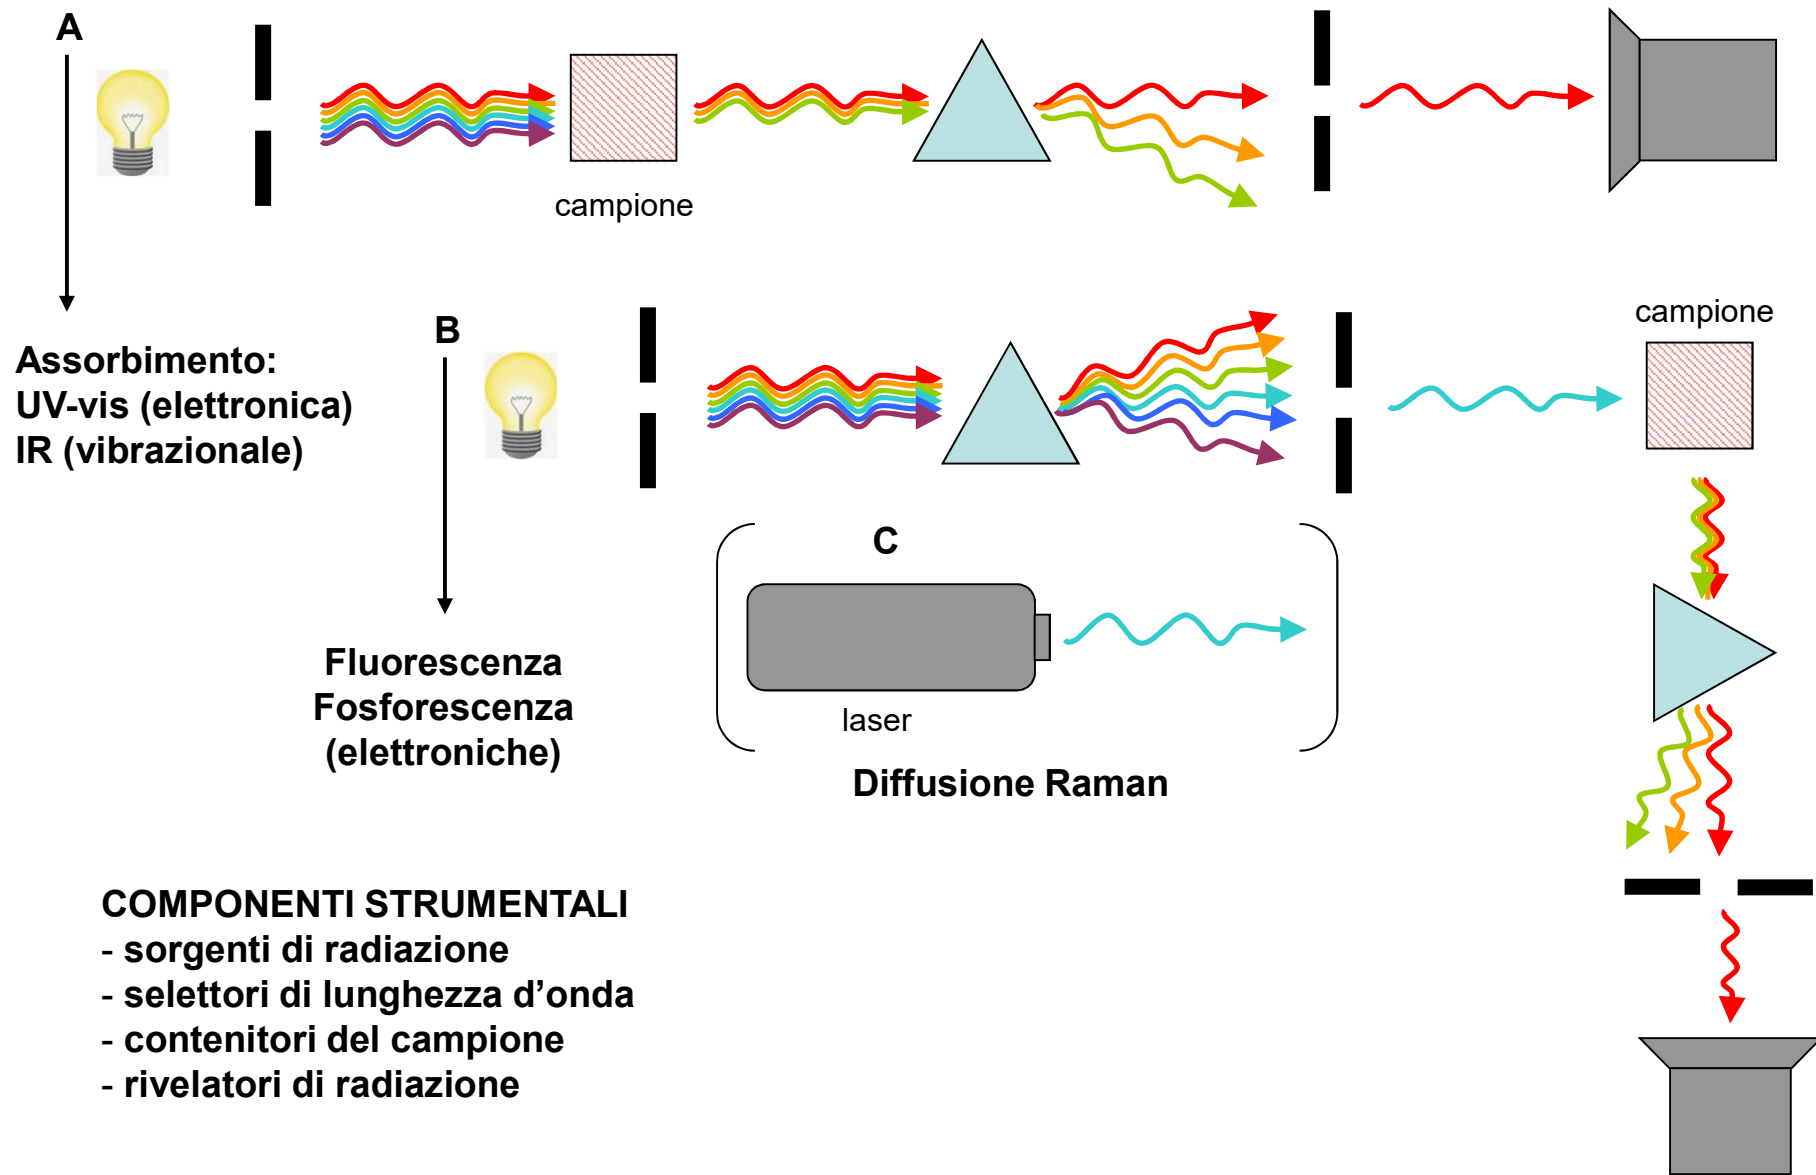 A
campione
Assorbimento:
UV-vis (elettronica)
IR (vibrazionale)
B
campione
Fluorescenza
Fosforescenza
(elettroniche)
C
laser
Diffusione Raman
COMPONENTI STRUMENTALI
- sorgenti di radiazione
- selettori di lunghezza d’onda
- contenitori del campione
- rivelatori di radiazione